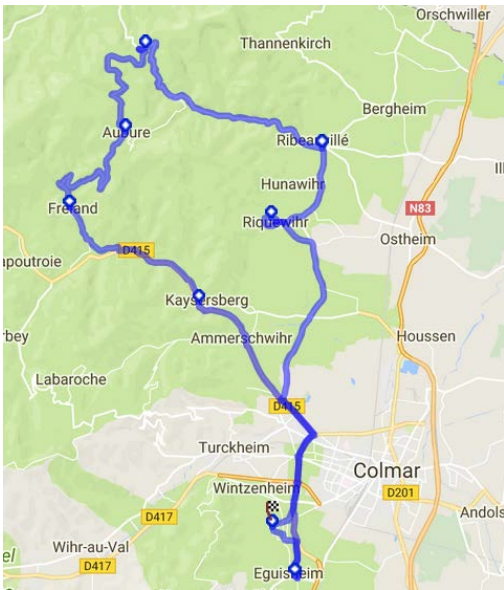 Orschwiller
Thannenkirch
Bergheim
Aubure
Ribeauvillé
Hunawihr
N83
Fréland
Riquewihr
Ostheim
D415
apoutroie
Kaysersberg
rbey
Ammerschwihr
Houssen
Labaroche
D415
Turckheim
Colmar
Wintzenheim
D201
Andols
D417
Wihr-au-Val
D417
el
Eguisheim